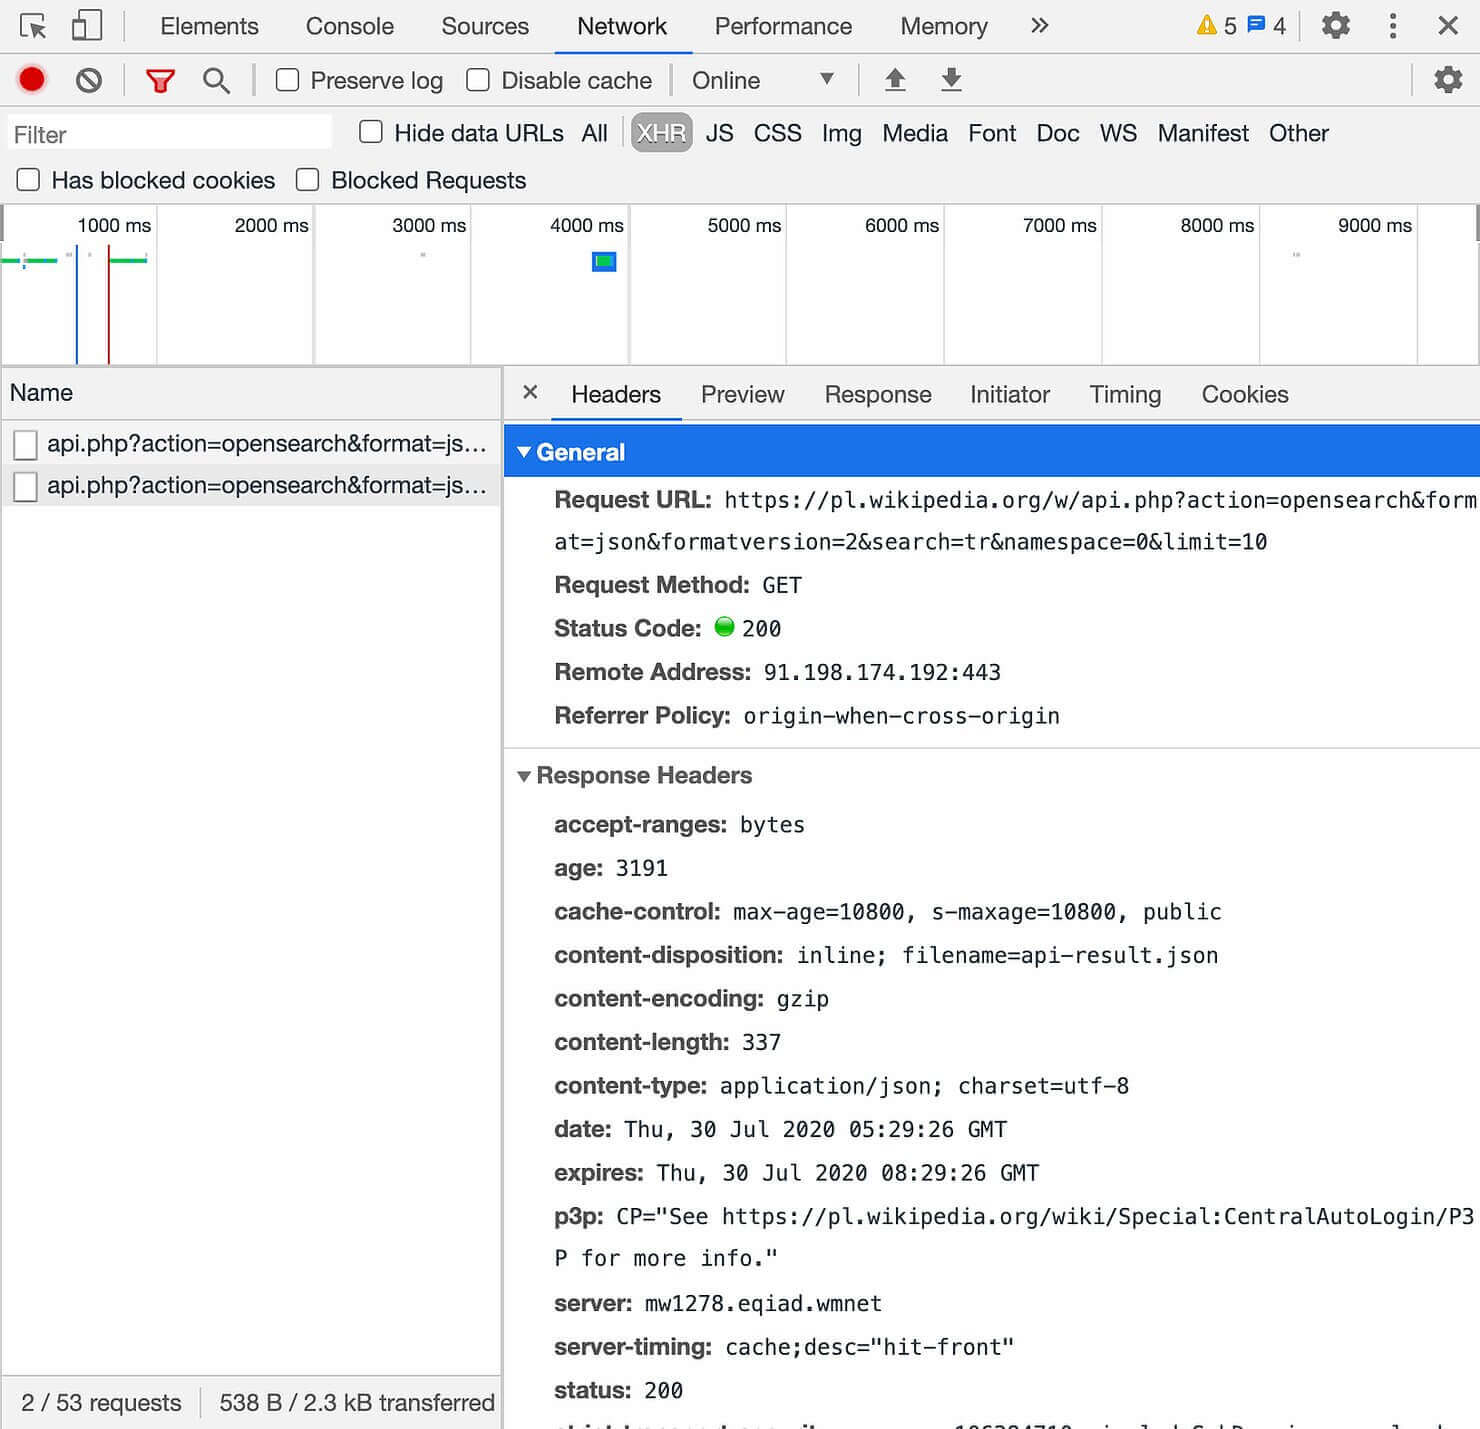 Elements Console Sources Network Performance Memory » 5 4
Preserve log Disable cache Online
Filter Hide data URLs All XHR JS CSS Img Media Font Doc WS Manifest Other
Has blocked cookies Blocked Requests
1000 ms 2000 ms 3000 ms 4000 ms 5000 ms 6000 ms 7000 ms 8000 ms 9000 ms
Name
api.php?action=opensearch&format=js…
api.php?action=opensearch&format=js…
2 / 53 requests 538 B / 2.3 kB transferred
Headers Preview Response Initiator Timing Cookies
General
Request URL: https://pl.wikipedia.org/w/api.php?action=opensearch&form
at=json&formatversion=2&search=tr&namespace=0&limit=10
Request Method: GET
Status Code: 200
Remote Address: 91.198.174.192:443
Referrer Policy: origin-when-cross-origin
Response Headers
accept-ranges: bytes
age: 3191
cache-control: max-age=10800, s-maxage=10800, public
content-disposition: inline; filename=api-result.json
content-encoding: gzip
content-length: 337
content-type: application/json; charset=utf-8
date: Thu, 30 Jul 2020 05:29:26 GMT
expires: Thu, 30 Jul 2020 08:29:26 GMT
p3p: CP="See https://pl.wikipedia.org/wiki/Special:CentralAutoLogin/P3
P for more info."
server: mw1278.eqiad.wmnet
server-timing: cache;desc="hit-front"
status: 200